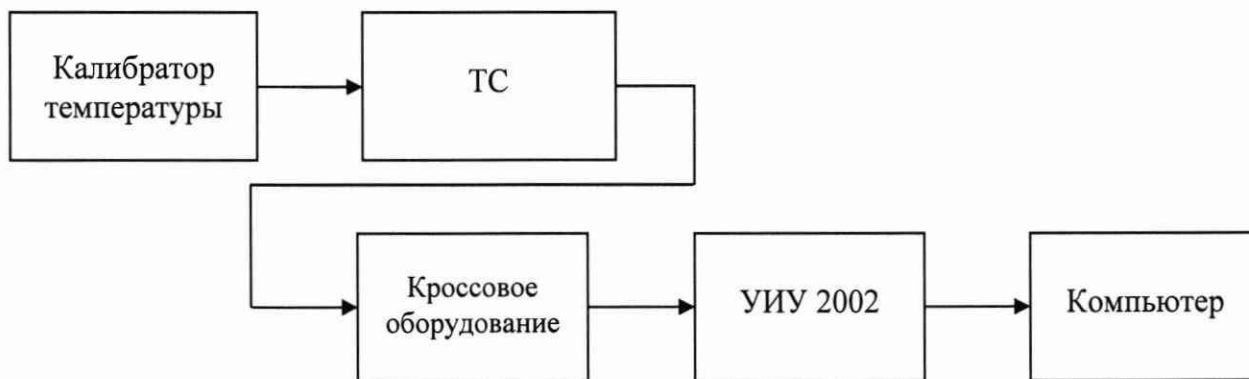 Калибратор
температуры
ТС
Кроссовое
оборудование
УИУ 2002
Компьютер